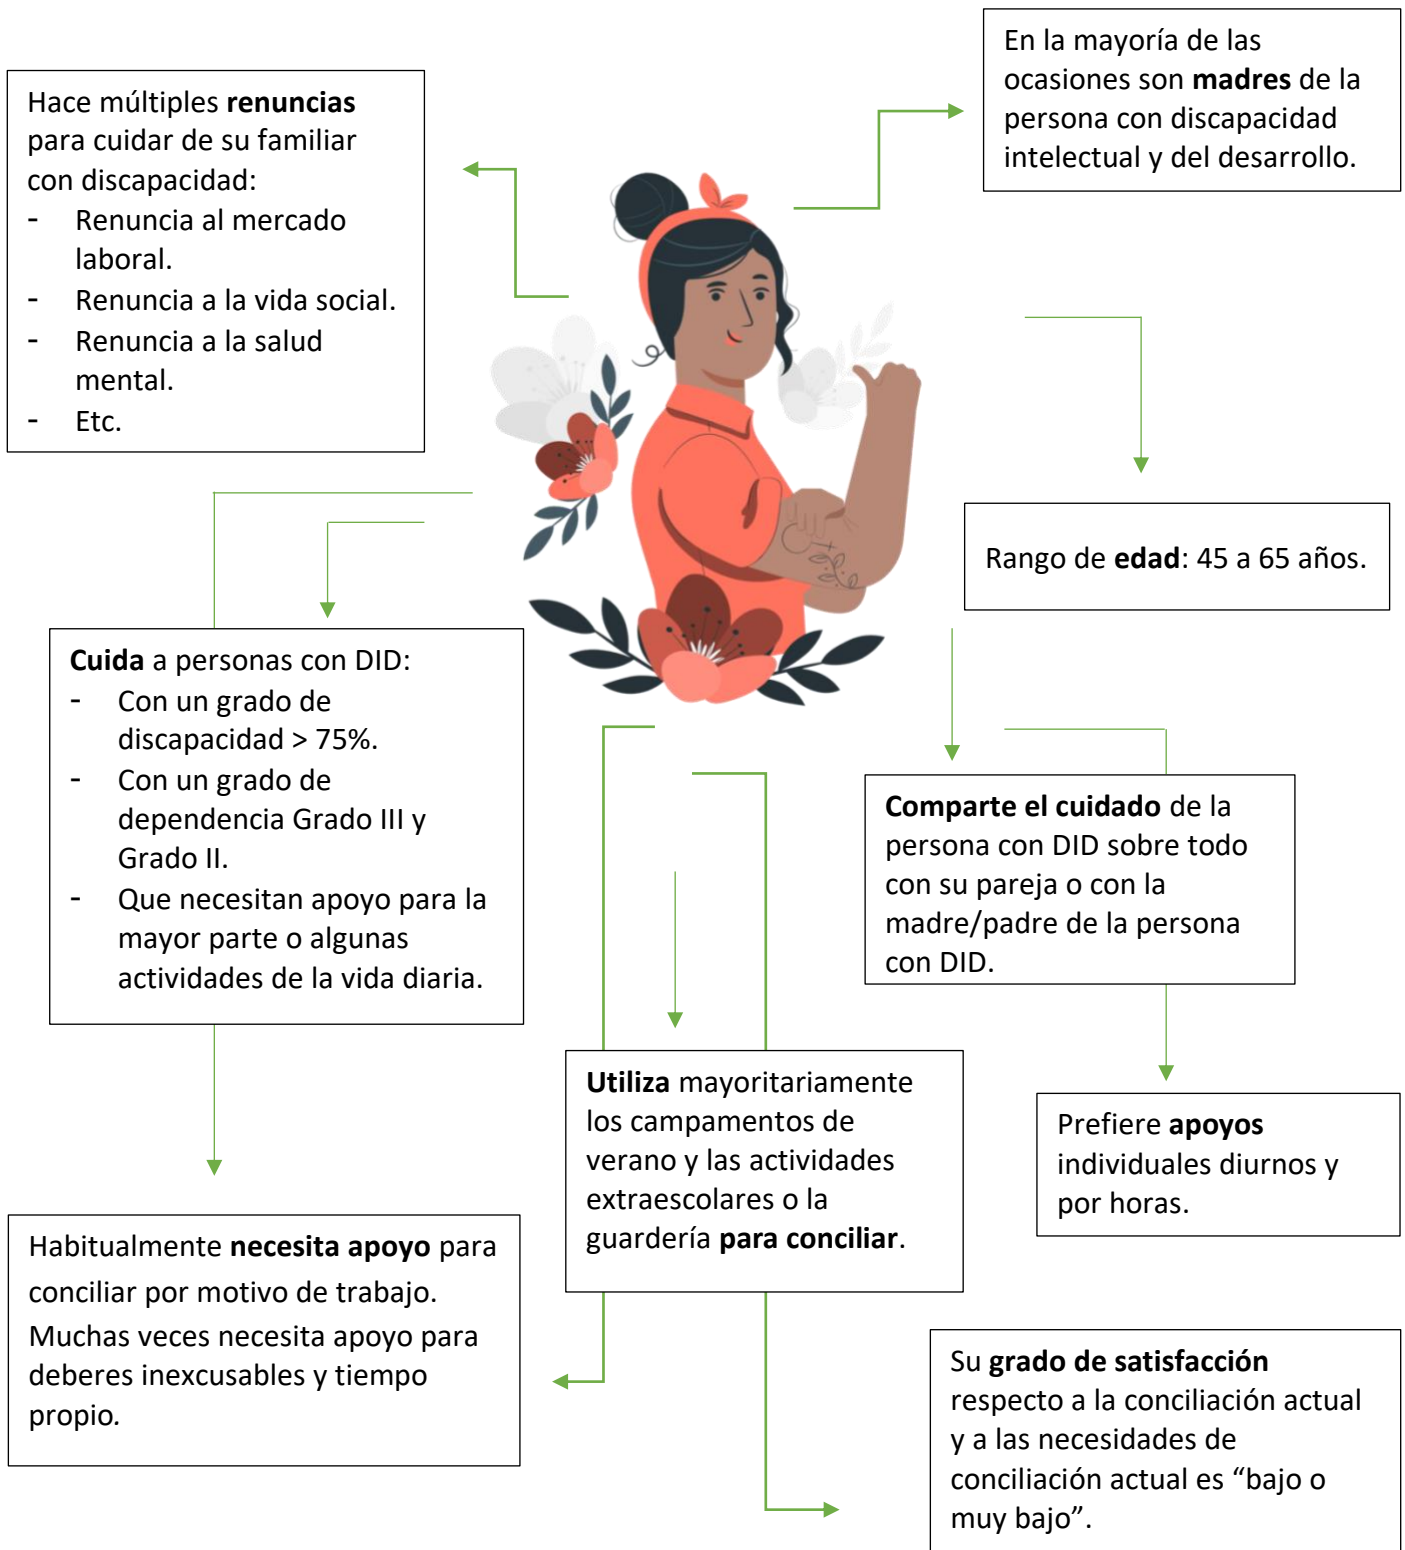 En la mayoría de las
ocasiones son madres de la
persona con discapacidad
intelectual y del desarrollo.
Hace múltiples renuncias
para cuidar de su familiar
con discapacidad:
- Renuncia al mercado
laboral.
- Renuncia a la vida social.
- Renuncia a la salud
mental.
- Etc.
Rango de edad: 45 a 65 años.
Cuida a personas con DID:
- Con un grado de
discapacidad > 75%.
- Con un grado de
dependencia Grado III y
Grado II.
- Que necesitan apoyo para la
mayor parte o algunas
actividades de la vida diaria.
Comparte el cuidado de la
persona con DID sobre todo
con su pareja o con la
madre/padre de la persona
con DID.
Utiliza mayoritariamente
los campamentos de
verano y las actividades
extraescolares o la
guardería para conciliar.
Prefiere apoyos
individuales diurnos y
por horas.
Habitualmente necesita apoyo para
conciliar por motivo de trabajo.
Muchas veces necesita apoyo para
deberes inexcusables y tiempo
propio.
Su grado de satisfacción
respecto a la conciliación actual
y a las necesidades de
conciliación actual es “bajo o
muy bajo”.